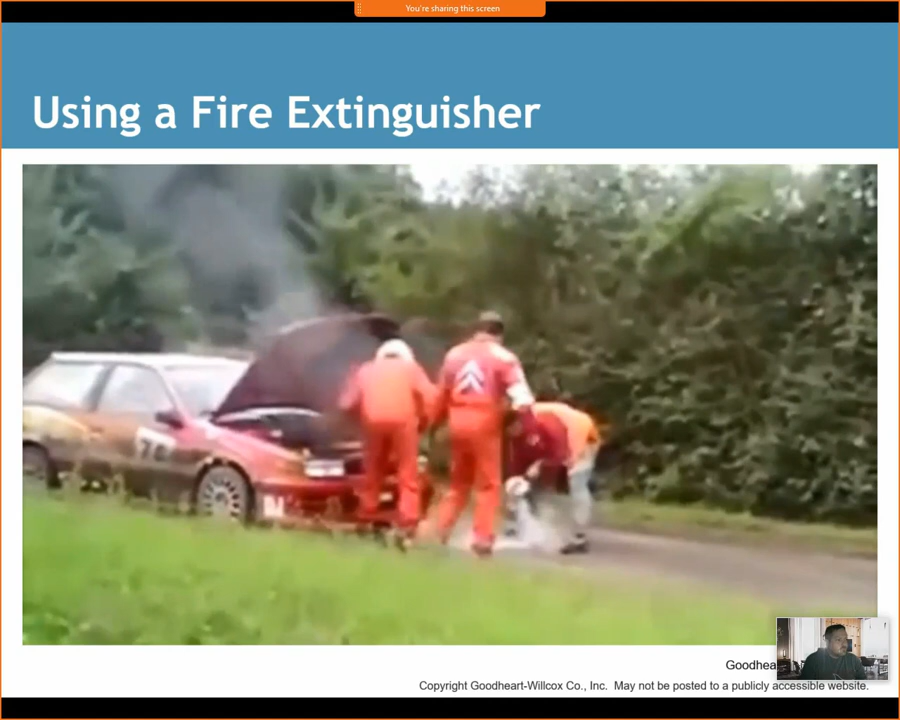 You're sharing this screen
Using a Fire Extinguisher
Copyright Goodheart-Willcox Co., Inc. May not be posted to a publicly accessible website.